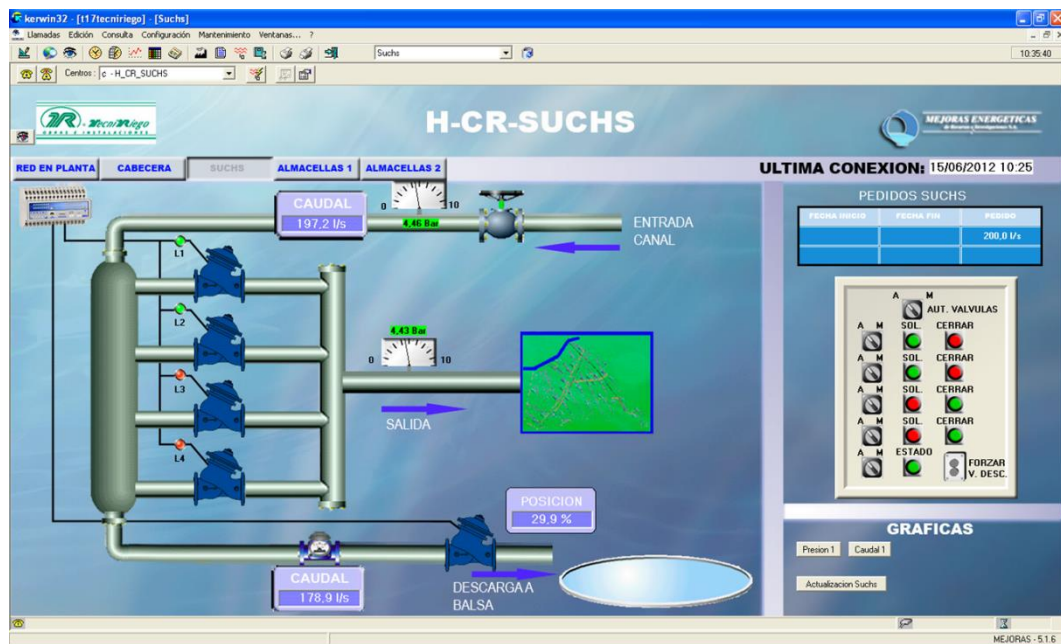 kerwin32 - [t17tecniriego] - [Suchs]
Llamadas Edición Consulta Configuración Mantenimiento Ventanas... ?
Suchs
10:35:40
Centros: c - H_CR_SUCHS
TecniRiego
OBRAS E INSTALACIONES
H-CR-SUCHS
MEJORAS ENERGETICAS
RED EN PLANTA CABECERA SUCHS ALMACELLAS 1 ALMACELLAS 2
ULTIMA CONEXION: 15/06/2012 10:25
CAUDAL
197,2 l/s
0 10
4,46 Bar
ENTRADA
CANAL
L1
L2
L3
L4
4,43 Bar
0 10
SALIDA
POSICION
29,9 %
CAUDAL
178,9 l/s
DESCARGA A
BALSA
PEDIDOS SUCHS
FECHA INICIO FECHA FIN PEDIDO
200,0 l/s
A M
AUT. VALVULAS
A M SOL. CERRAR
A M SOL. CERRAR
A M SOL. CERRAR
A M SOL. CERRAR
A M ESTADO
FORZAR
V. DESC.
GRAFICAS
Presion 1 Caudal 1
Actualizacion Suchs
MEJORAS - 5.1.6